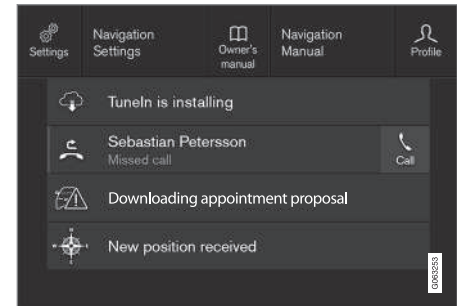 Settings
Navigation
Settings
Owner's
manual
Navigation
Manual
Profile
TuneIn is installing
Sebastian Petersson
Missed call
Call
Downloading appointment proposal
New position received
G063253